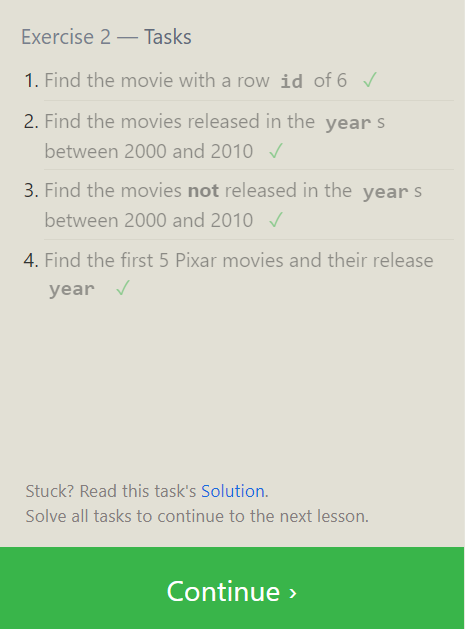 Exercise 2 — Tasks
1. Find the movie with a row id of 6 ✓
2. Find the movies released in the year s
between 2000 and 2010 ✓
3. Find the movies not released in the year s
between 2000 and 2010 ✓
4. Find the first 5 Pixar movies and their release
year ✓
Stuck? Read this task's Solution.
Solve all tasks to continue to the next lesson.
Continue ›